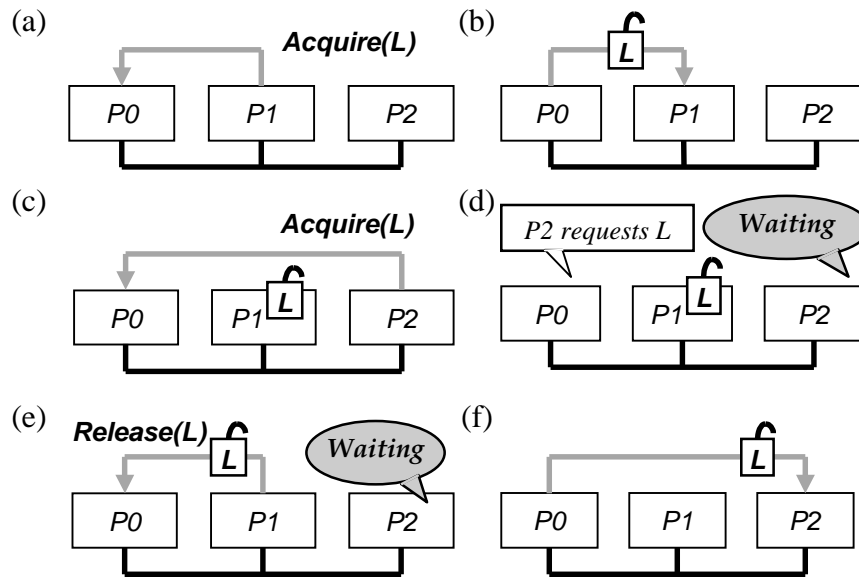 (a)
Acquire(L)
P0 P1 P2
(b)
L
P0 P1 P2
(c)
Acquire(L)
L
P0 P1 P2
(d)
P2 requests L
Waiting
L
P0 P1 P2
(e)
Release(L)
L
Waiting
P0 P1 P2
(f)
L
P0 P1 P2